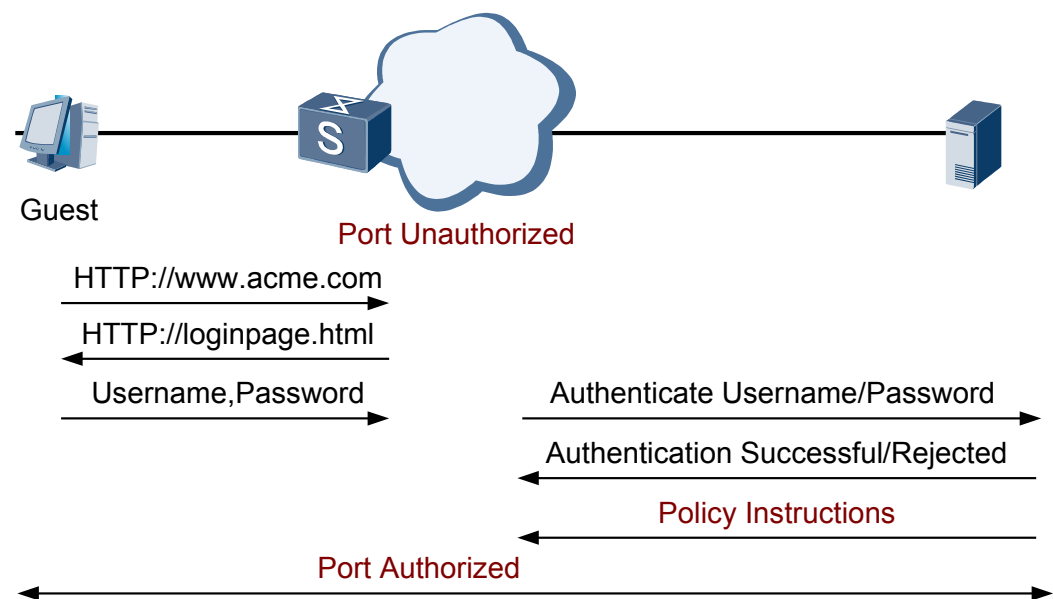 S
Guest
Port Unauthorized
HTTP://www.acme.com
HTTP://loginpage.html
Username,Password
Authenticate Username/Password
Authentication Successful/Rejected
Policy Instructions
Port Authorized